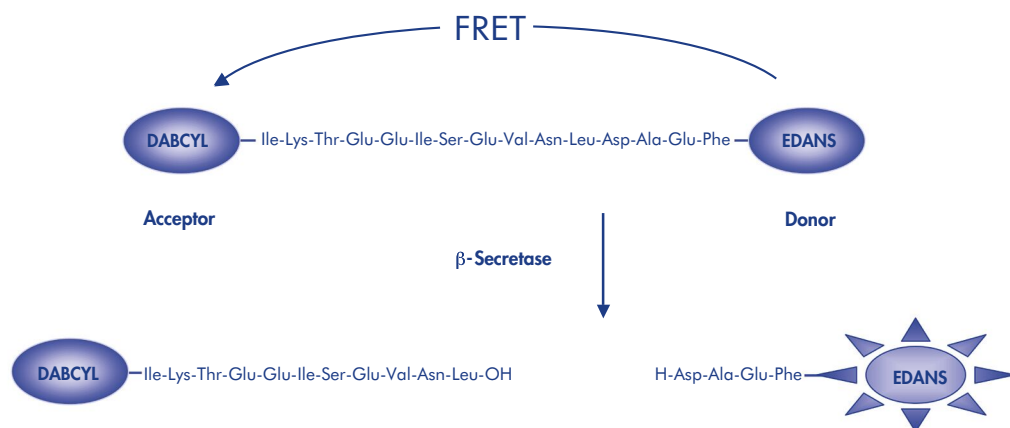 FRET
DABCYL Ile-Lys-Thr-Glu-Glu-Ile-Ser-Glu-Val-Asn-Leu-Asp-Ala-Glu-Phe EDANS
Acceptor Donor
β-Secretase
DABCYL Ile-Lys-Thr-Glu-Glu-Ile-Ser-Glu-Val-Asn-Leu-OH H-Asp-Ala-Glu-Phe EDANS